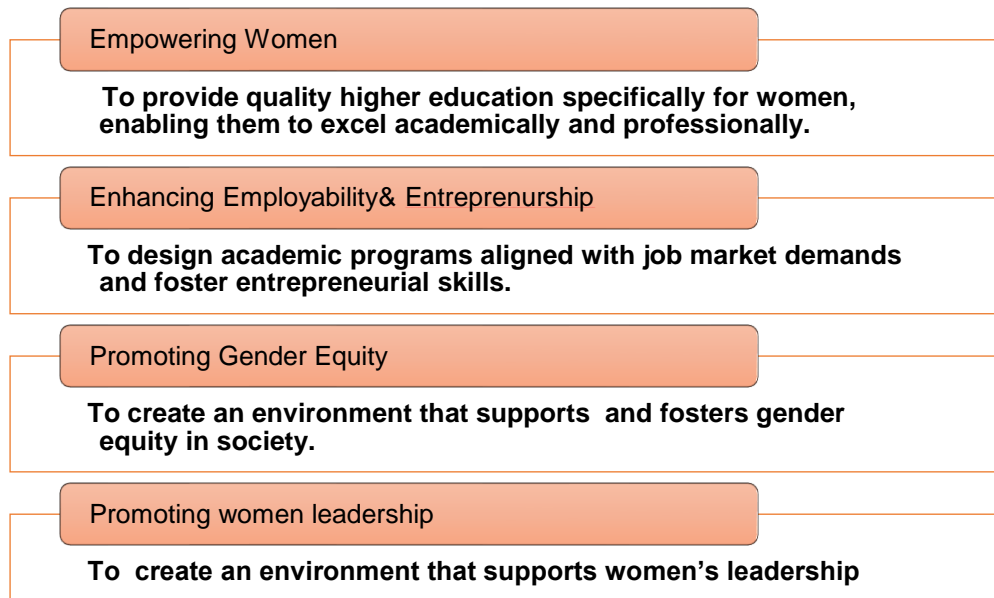 Empowering Women
To provide quality higher education specifically for women,
enabling them to excel academically and professionally.
Enhancing Employability& Entreprenurship
To design academic programs aligned with job market demands
and foster entrepreneurial skills.
Promoting Gender Equity
To create an environment that supports  and fosters gender
equity in society.
Promoting women leadership
To  create an environment that supports women’s leadership